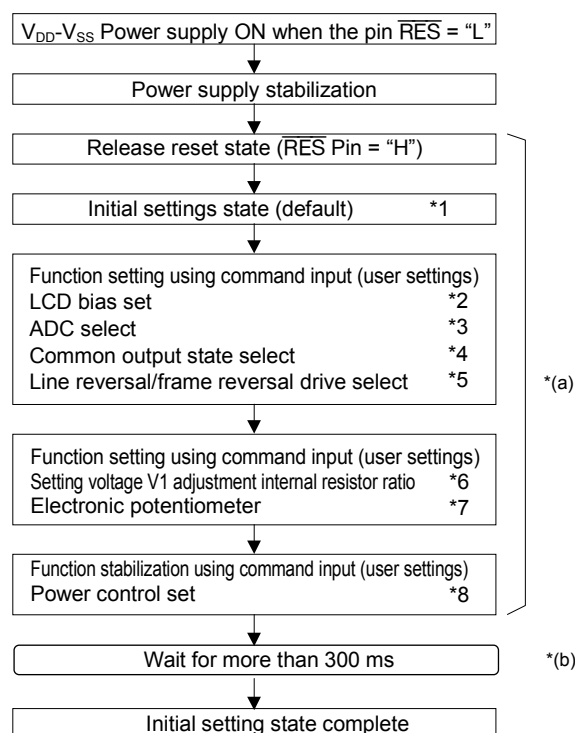 VDD-VSS Power supply ON when the pin RES = “L”
Power supply stabilization
Release reset state (RES Pin = “H”)
Initial settings state (default) *1
Function setting using command input (user settings)
LCD bias set *2
ADC select *3
Common output state select *4
Line reversal/frame reversal drive select *5
*(a)
Function setting using command input (user settings)
Setting voltage V1 adjustment internal resistor ratio *6
Electronic potentiometer *7
Function stabilization using command input (user settings)
Power control set *8
Wait for more than 300 ms *(b)
Initial setting state complete